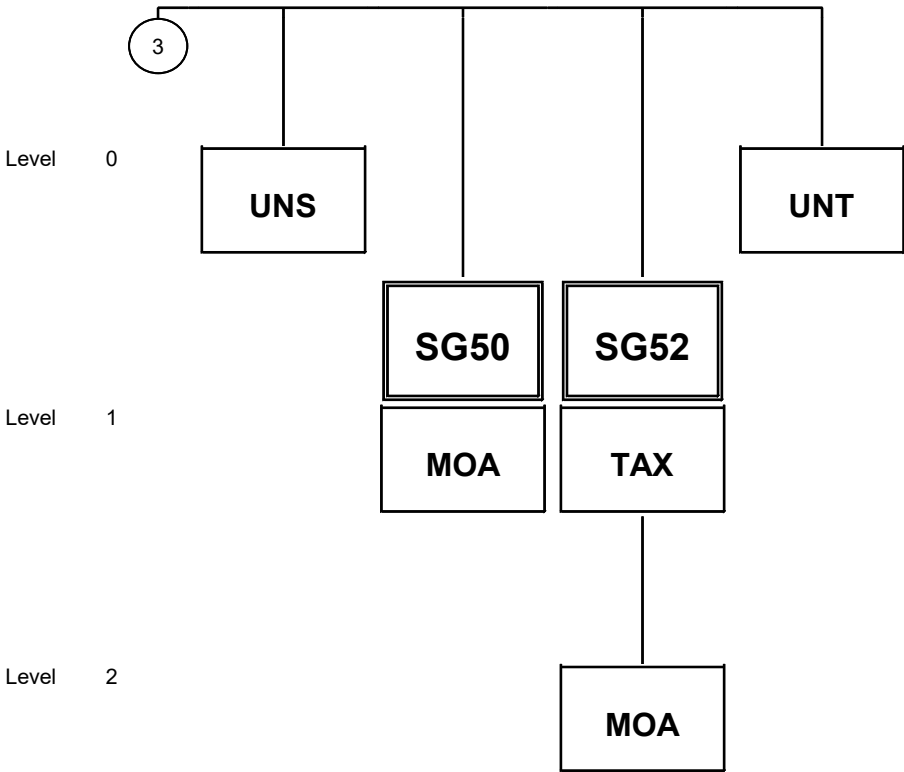 3
Level 0
UNS
UNT
SG50
SG52
Level 1
MOA
TAX
Level 2
MOA